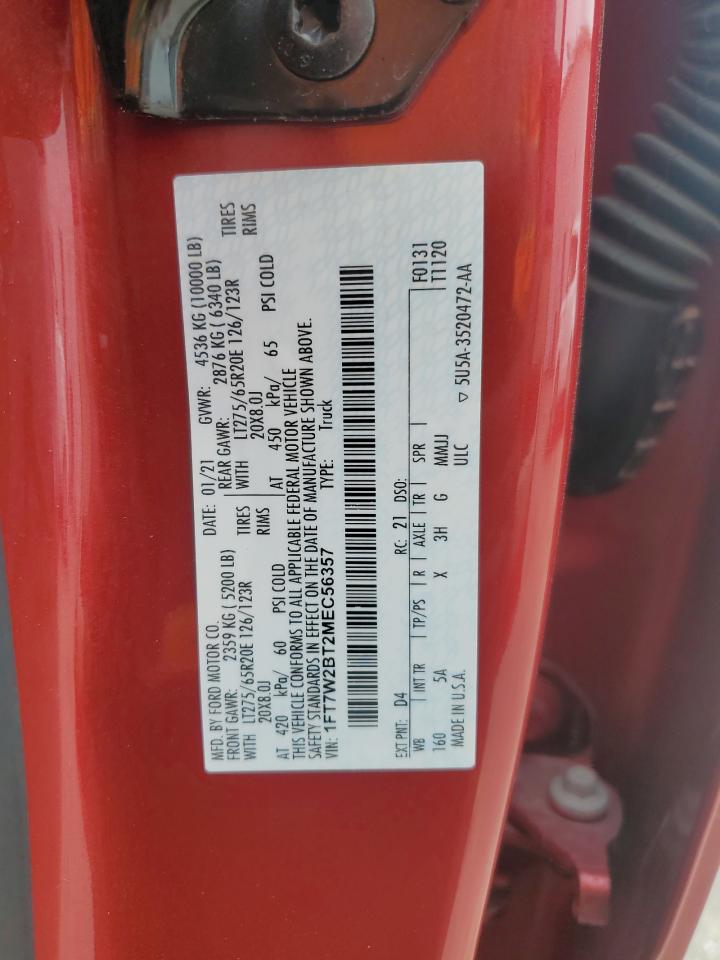 MFD. BY FORD MOTOR CO.
DATE: 01/21 GVWR: 4536 KG (10000 LB)
FRONT GAWR: 2359 KG ( 5200 LB) REAR GAWR: 2876 KG ( 6340 LB)
WITH LT275/65R20E 126/123R TIRES WITH LT275/65R20E 126/123R TIRES
20X8.0J RIMS 20X8.0J RIMS
AT 420 kPa/ 60 PSI COLD AT 450 kPa/ 65 PSI COLD
THIS VEHICLE CONFORMS TO ALL APPLICABLE FEDERAL MOTOR VEHICLE
SAFETY STANDARDS IN EFFECT ON THE DATE OF MANUFACTURE SHOWN ABOVE.
VIN: 1FT7W2BT2MEC56357 TYPE: Truck
EXT PNT: D4 RC: 21 DSO: F0131
WB INT TR TP/PS R AXLE TR SPR T1120
160 5A X 3H G MMJJ
MADE IN U.S.A. ULC
▽ 5U5A-3520472-AA